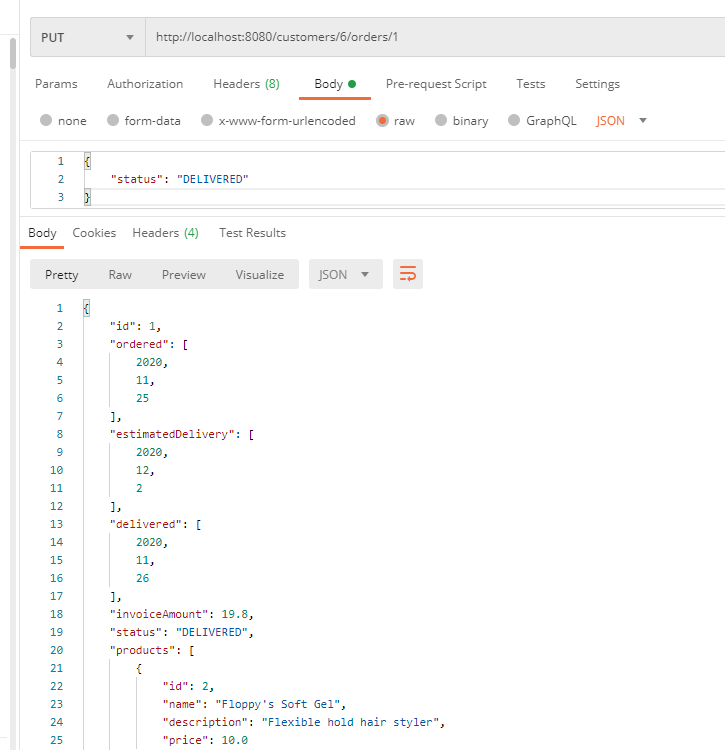 PUT http://localhost:8080/customers/6/orders/1
Params Authorization Headers (8) Body Pre-request Script Tests Settings
none form-data x-www-form-urlencoded raw binary GraphQL JSON
1 {
2 "status": "DELIVERED"
3 }
Body Cookies Headers (4) Test Results
Pretty Raw Preview Visualize JSON
1 {
2 "id": 1,
3 "ordered": [
4 2020,
5 11,
6 25
7 ],
8 "estimatedDelivery": [
9 2020,
10 12,
11 2
12 ],
13 "delivered": [
14 2020,
15 11,
16 26
17 ],
18 "invoiceAmount": 19.8,
19 "status": "DELIVERED",
20 "products": [
21 {
22 "id": 2,
23 "name": "Floppy's Soft Gel",
24 "description": "Flexible hold hair styler",
25 "price": 10.0